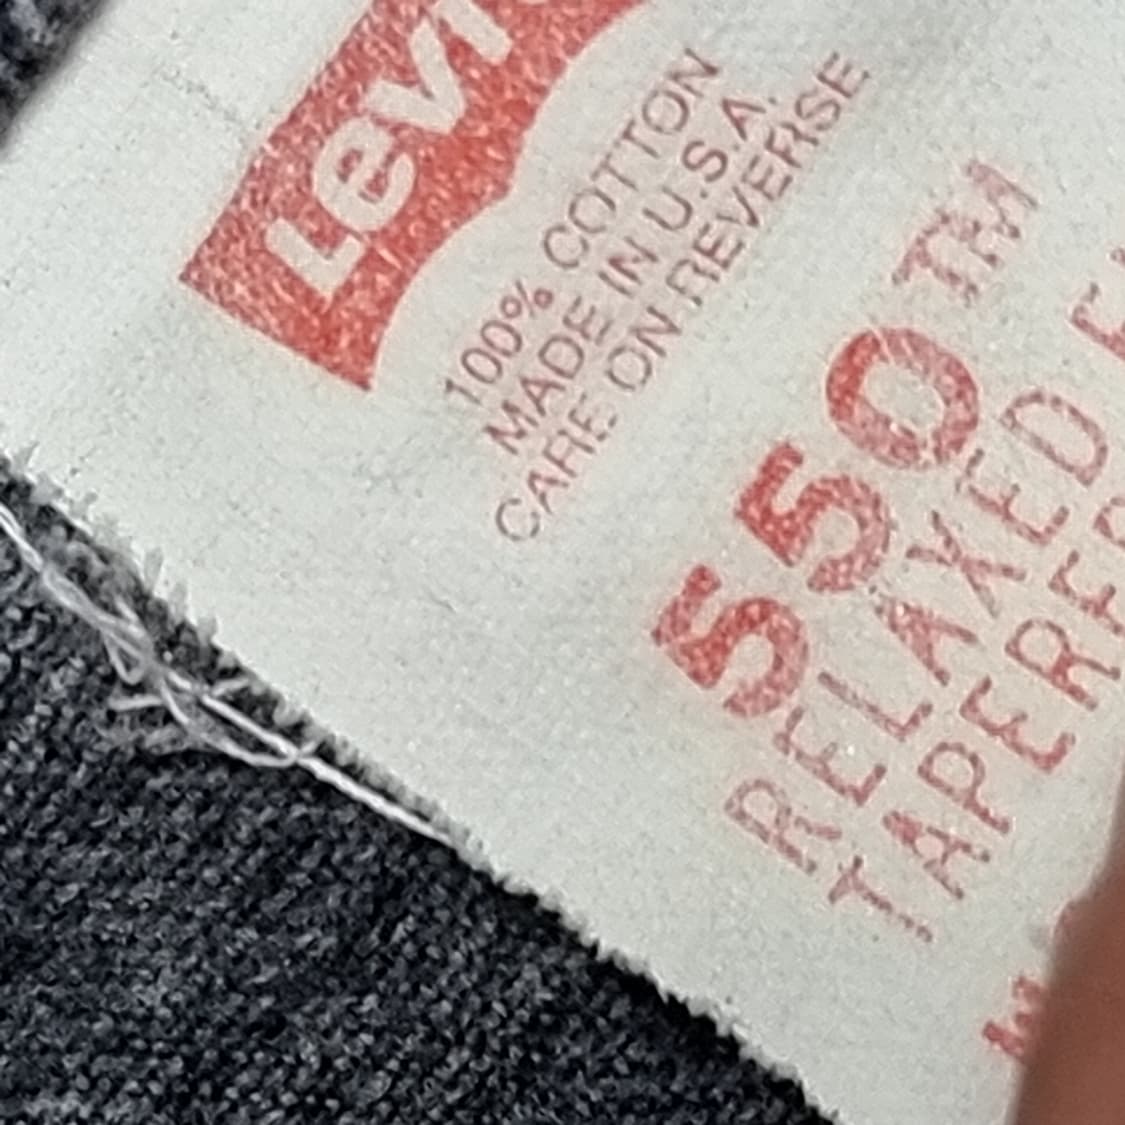 Levi
100% COTTON
MADE IN U.S.A.
CARE ON REVERSE
550™
RELAXED
TAPERED